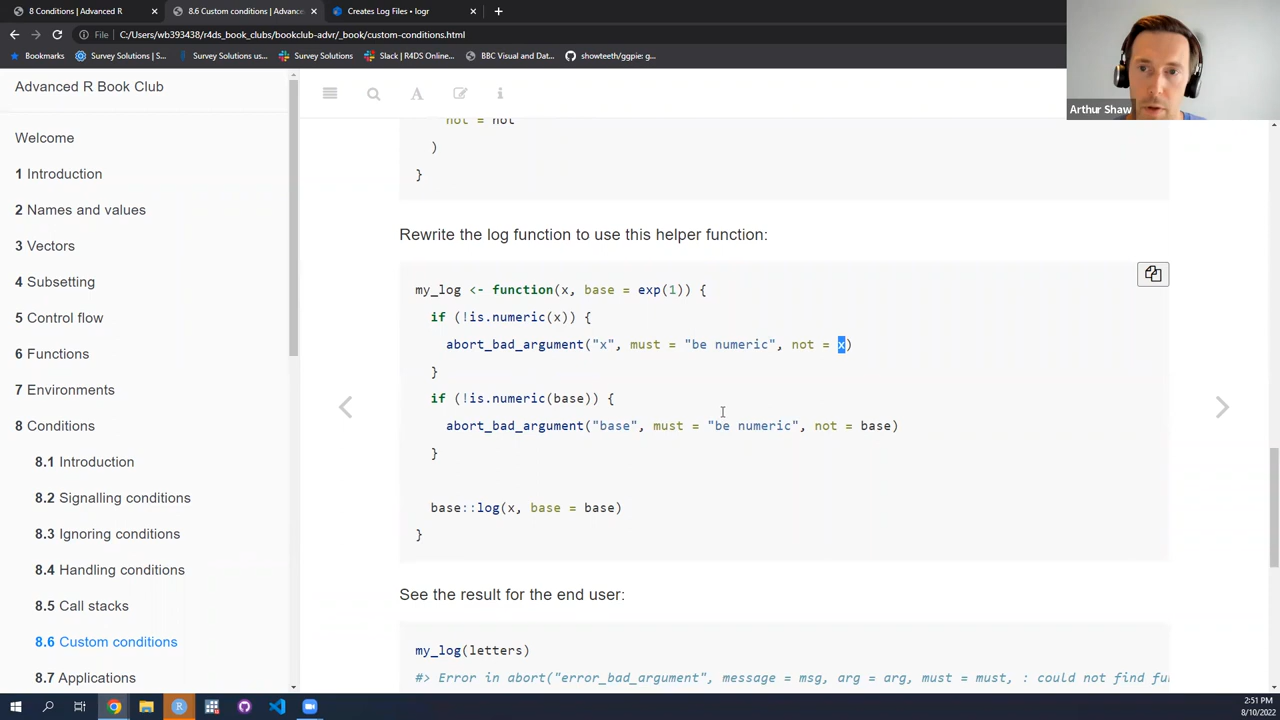 8 Conditions | Advanced R
8.6 Custom conditions | Advanc
Creates Log Files • logr
File
C:/Users/wb393438/r4ds_book_clubs/bookclub-advr/_book/custom-conditions.html
Bookmarks
Survey Solutions | S...
Survey Solutions us...
Survey Solutions
Slack | R4DS Online...
BBC Visual and Dat...
showteeth/ggpie: g...
Arthur Shaw
Advanced R Book Club
Welcome
1 Introduction
2 Names and values
3 Vectors
4 Subsetting
5 Control flow
6 Functions
7 Environments
8 Conditions
8.1 Introduction
8.2 Signalling conditions
8.3 Ignoring conditions
8.4 Handling conditions
8.5 Call stacks
8.6 Custom conditions
8.7 Applications
not = not
)
}
Rewrite the log function to use this helper function:
my_log <- function(x, base = exp(1)) {
if (!is.numeric(x)) {
abort_bad_argument("x", must = "be numeric", not = x)
}
if (!is.numeric(base)) {
abort_bad_argument("base", must = "be numeric", not = base)
}
base::log(x, base = base)
}
See the result for the end user:
my_log(letters)
#> Error in abort("error_bad_argument", message = msg, arg = arg, must = must, : could not find fu
2:51 PM
8/10/2022